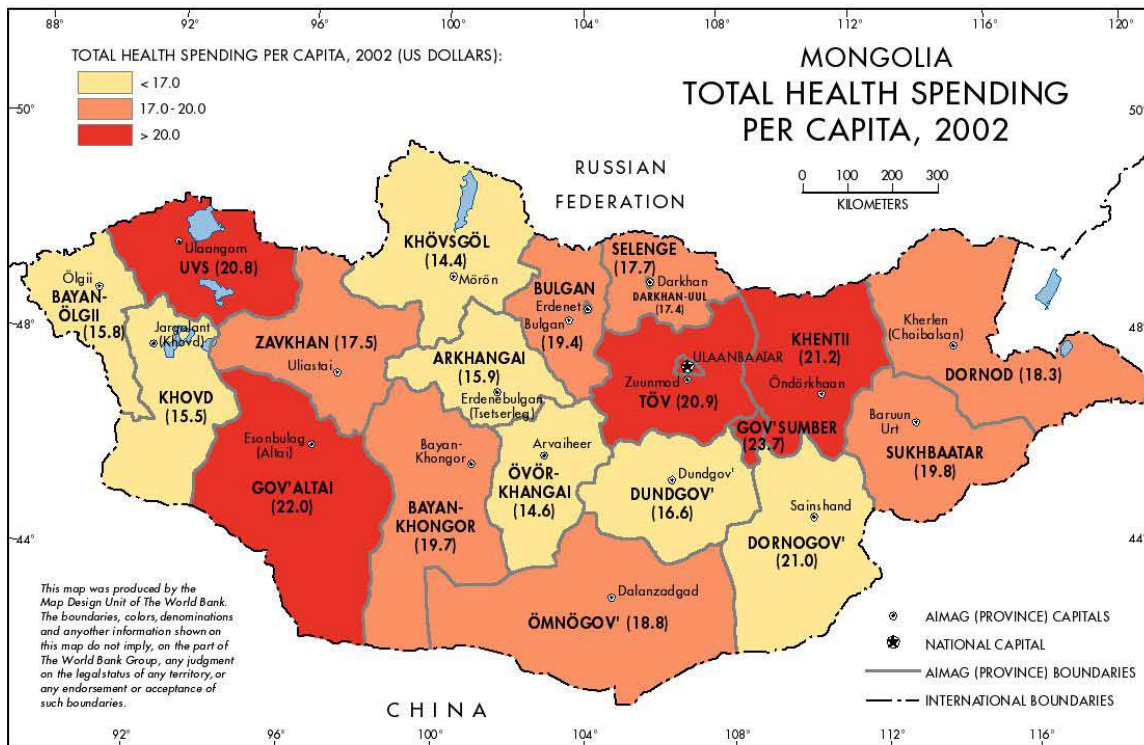 88°
92°
96°
100°
104°
108°
112°
116°
120°
TOTAL HEALTH SPENDING PER CAPITA, 2002 (US DOLLARS):
< 17.0
17.0 - 20.0
> 20.0
MONGOLIA
TOTAL HEALTH SPENDING
PER CAPITA, 2002
0 100 200 300
KILOMETERS
50°
50°
RUSSIAN
FEDERATION
Ulaangom
UVS (20.8)
Ölgii
BAYAN-
ÖLGII
(15.8)
Jargalant
(Khovd)
KHOVD
(15.5)
KHÖVSGÖL
(14.4)
Mörön
ZAVKHAN (17.5)
Uliastai
ARKHANGAI
(15.9)
Erdenebulgan
(Tsetserleg)
BULGAN
Erdenet
Bulgan
(19.4)
SELENGE
(17.7)
Darkhan
DARKHAN-UUL
(17.4)
ULAANBAATAR
Zuunmod
TÖV (20.9)
KHENTII
(21.2)
Öndörkhaan
GOV'SUMBER
(23.7)
Kherlen
(Choibalsan)
DORNOD (18.3)
Baruun
Urt
SUKHBAATAR
(19.8)
48°
48°
Esonbulag
(Altai)
GOV'ALTAI
(22.0)
Bayan-
Khongor
BAYAN-
KHONGOR
(19.7)
Arvaiheer
ÖVÖR-
KHANGAI
(14.6)
Dundgov'
DUNDGOV'
(16.6)
Sainshand
DORNOGOV'
(21.0)
44°
44°
Dalanzadgad
ÖMNÖGOV' (18.8)
This map was produced by the
Map Design Unit of The World Bank.
The boundaries, colors, denominations
and anyother information shown on
this map do not imply, on the part of
The World Bank Group, any judgment
on the legal status of any territory, or
any endorsement or acceptance of
such boundaries.
CHINA
AIMAG (PROVINCE) CAPITALS
NATIONAL CAPITAL
AIMAG (PROVINCE) BOUNDARIES
INTERNATIONAL BOUNDARIES
92°
96°
100°
104°
108°
112°
116°